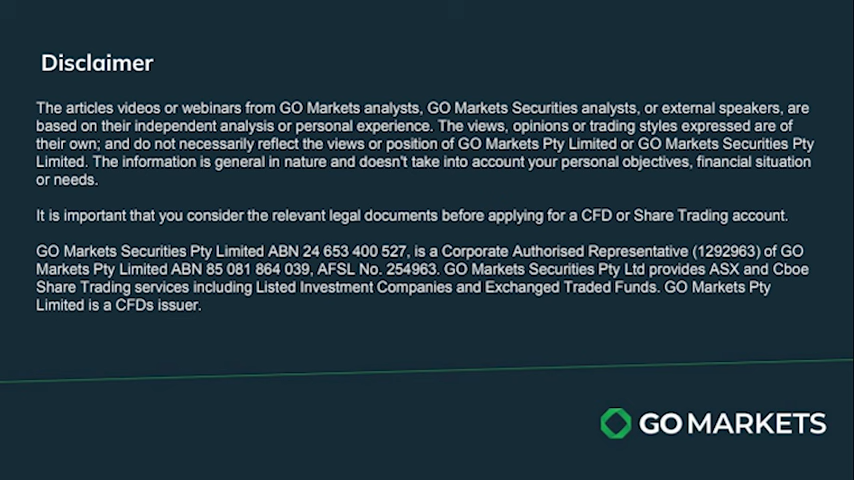 Disclaimer
The articles videos or webinars from GO Markets analysts, GO Markets Securities analysts, or external speakers, are
based on their independent analysis or personal experience. The views, opinions or trading styles expressed are of
their own; and do not necessarily reflect the views or position of GO Markets Pty Limited or GO Markets Securities Pty
Limited. The information is general in nature and doesn't take into account your personal objectives, financial situation
or needs.
It is important that you consider the relevant legal documents before applying for a CFD or Share Trading account.
GO Markets Securities Pty Limited ABN 24 653 400 527, is a Corporate Authorised Representative (1292963) of GO
Markets Pty Limited ABN 85 081 864 039, AFSL No. 254963. GO Markets Securities Pty Ltd provides ASX and Cboe
Share Trading services including Listed Investment Companies and Exchanged Traded Funds. GO Markets Pty
Limited is a CFDs issuer.
GO MARKETS